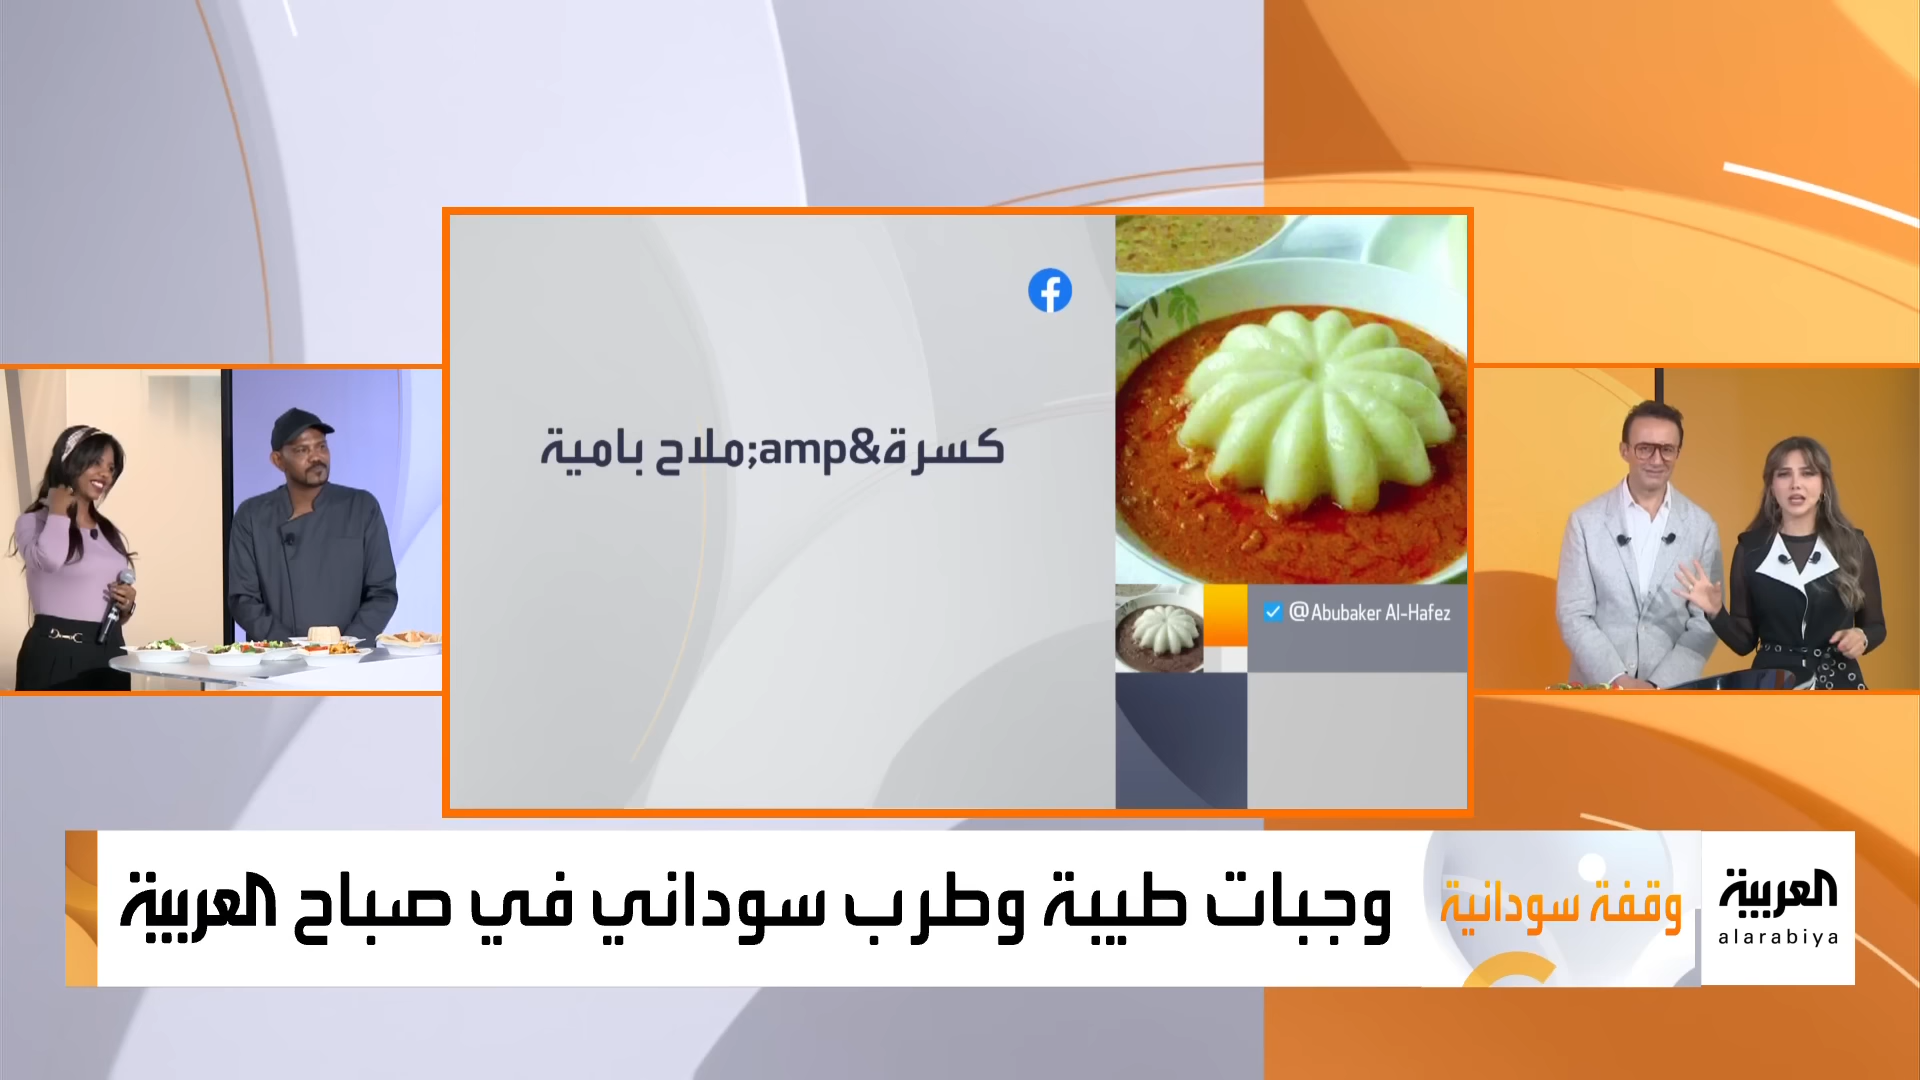 كسرة&amp;ملاح بامية
@Abubaker Al-Hafez
وجبات طيبة وطرب سوداني في صباح العربية
وقفة سودانية
العربية
alarabiya